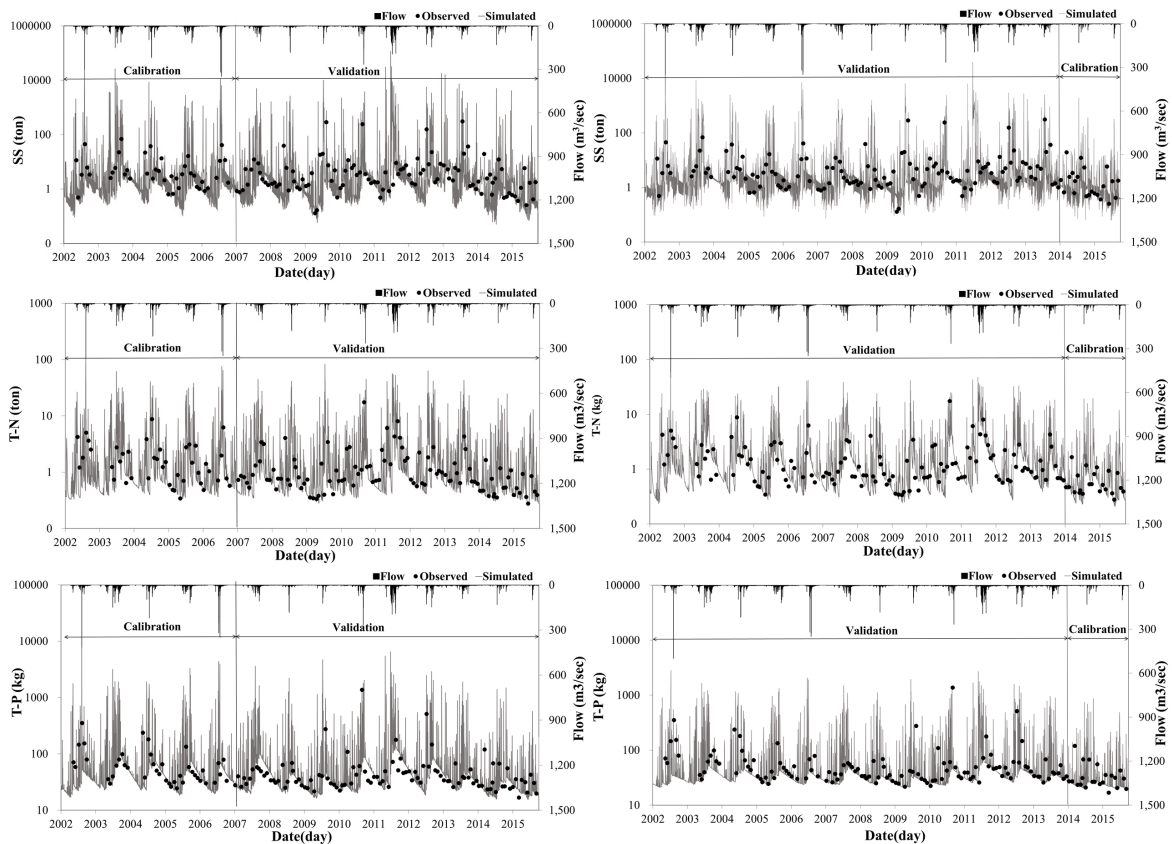 Flow Observed Simulated
1000000
10000
100
1
0
SS (ton)
Calibration
Validation
0
300
600
900
1,200
1,500
Flow (m³/sec)
2002 2003 2004 2005 2006 2007 2008 2009 2010 2011 2012 2013 2014 2015
Date(day)
Flow Observed Simulated
1000000
10000
100
1
0
SS (ton)
Validation
Calibration
0
300
600
900
1,200
1,500
Flow (m³/sec)
2002 2003 2004 2005 2006 2007 2008 2009 2010 2011 2012 2013 2014 2015
Date(day)
Flow Observed Simulated
1000
100
10
1
0
T-N (ton)
Calibration
Validation
0
300
600
900
1,200
1,500
Flow (m3/sec)
2002 2003 2004 2005 2006 2007 2008 2009 2010 2011 2012 2013 2014 2015
Date(day)
Flow Observed Simulated
1000
100
10
1
0
T-N (kg)
Validation
Calibration
0
300
600
900
1,200
1,500
Flow (m3/sec)
2002 2003 2004 2005 2006 2007 2008 2009 2010 2011 2012 2013 2014 2015
Date(day)
Flow Observed Simulated
100000
10000
1000
100
10
T-P (kg)
Calibration
Validation
0
300
600
900
1,200
1,500
Flow (m3/sec)
2002 2003 2004 2005 2006 2007 2008 2009 2010 2011 2012 2013 2014 2015
Date(day)
Flow Observed Simulated
100000
10000
1000
100
10
T-P (kg)
Validation
Calibration
0
300
600
900
1,200
1,500
Flow (m3/sec)
2002 2003 2004 2005 2006 2007 2008 2009 2010 2011 2012 2013 2014 2015
Date(day)